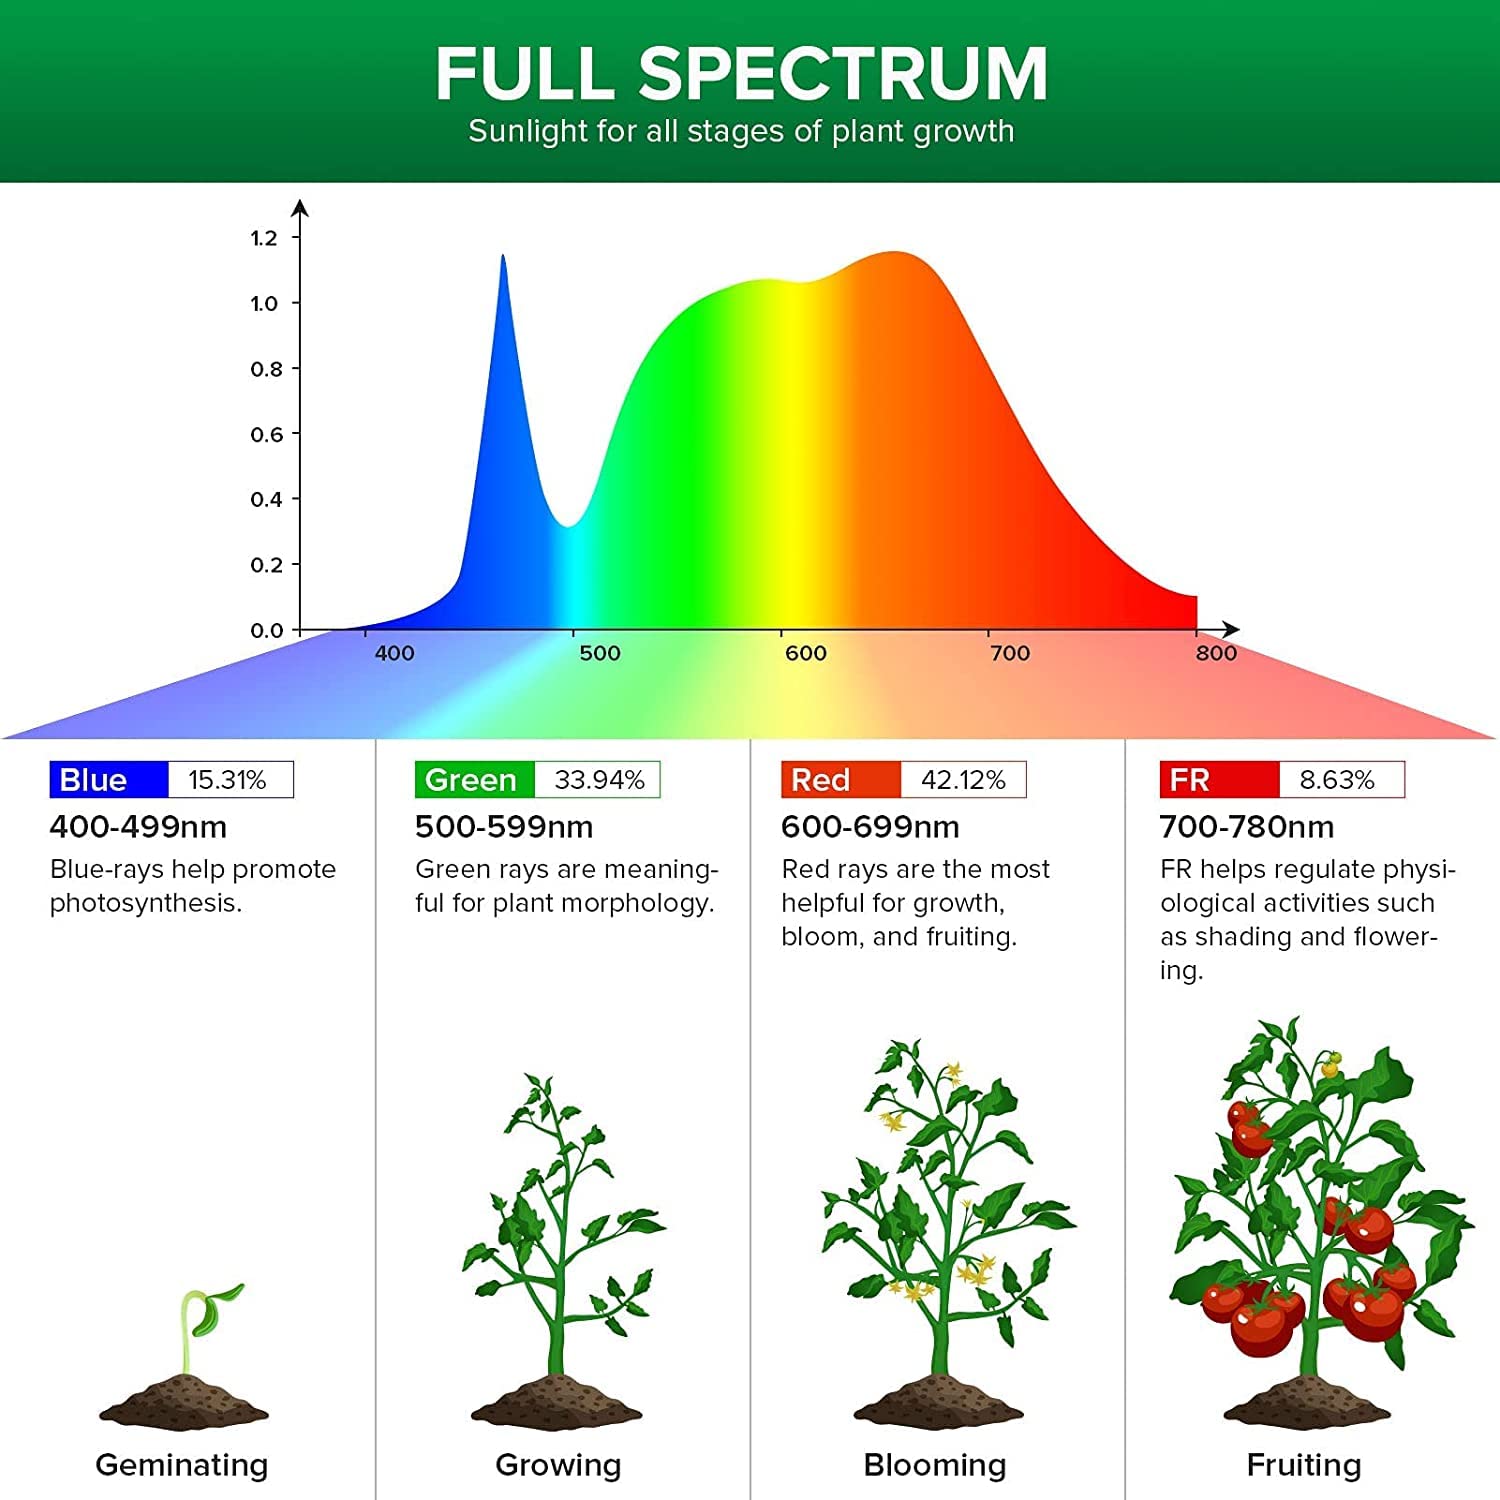 FULL SPECTRUM
Sunlight for all stages of plant growth
1.2
1.0
0.8
0.6
0.4
0.2
0.0
400 500 600 700 800
Blue 15.31%
400-499nm
Blue-rays help promote
photosynthesis.
Green 33.94%
500-599nm
Green rays are meaning-
ful for plant morphology.
Red 42.12%
600-699nm
Red rays are the most
helpful for growth,
bloom, and fruiting.
FR 8.63%
700-780nm
FR helps regulate physi-
ological activities such
as shading and flower-
ing.
Geminating
Growing
Blooming
Fruiting